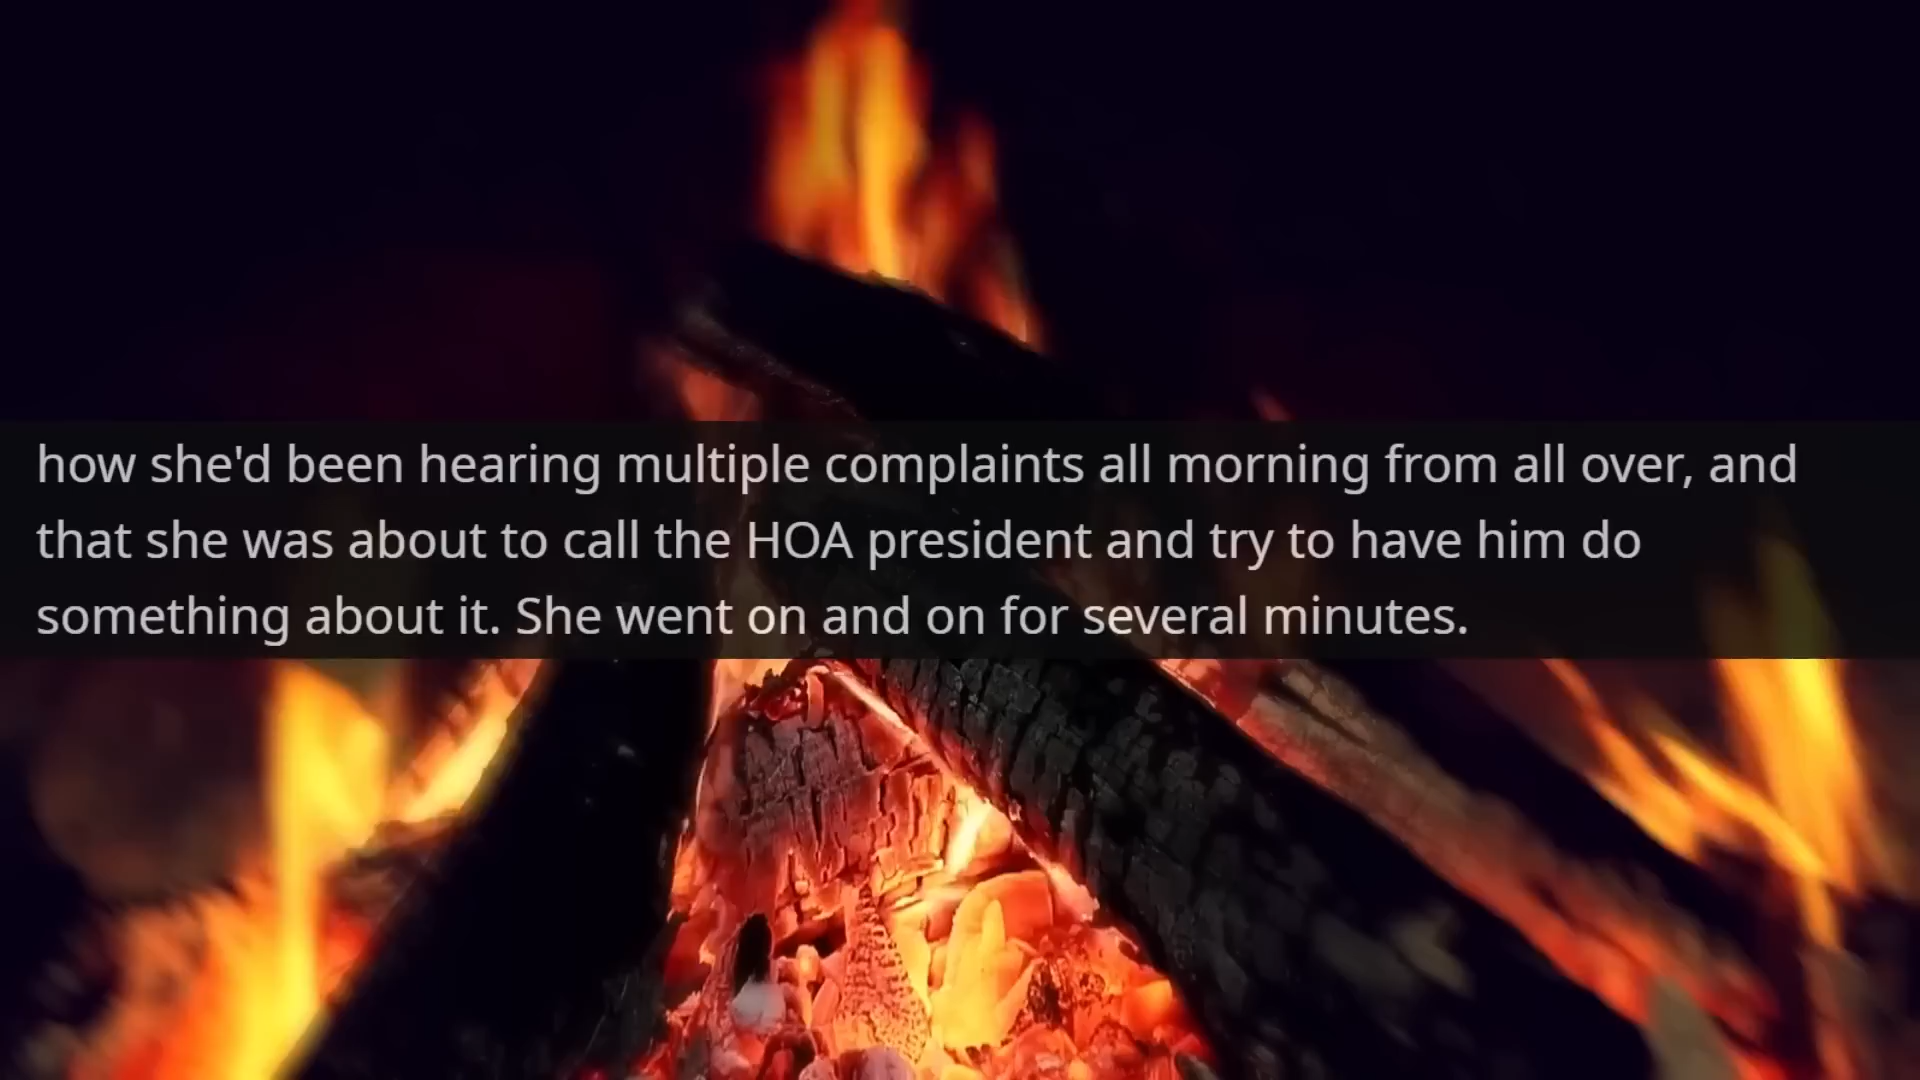 how she'd been hearing multiple complaints all morning from all over, and
that she was about to call the HOA president and try to have him do
something about it. She went on and on for several minutes.